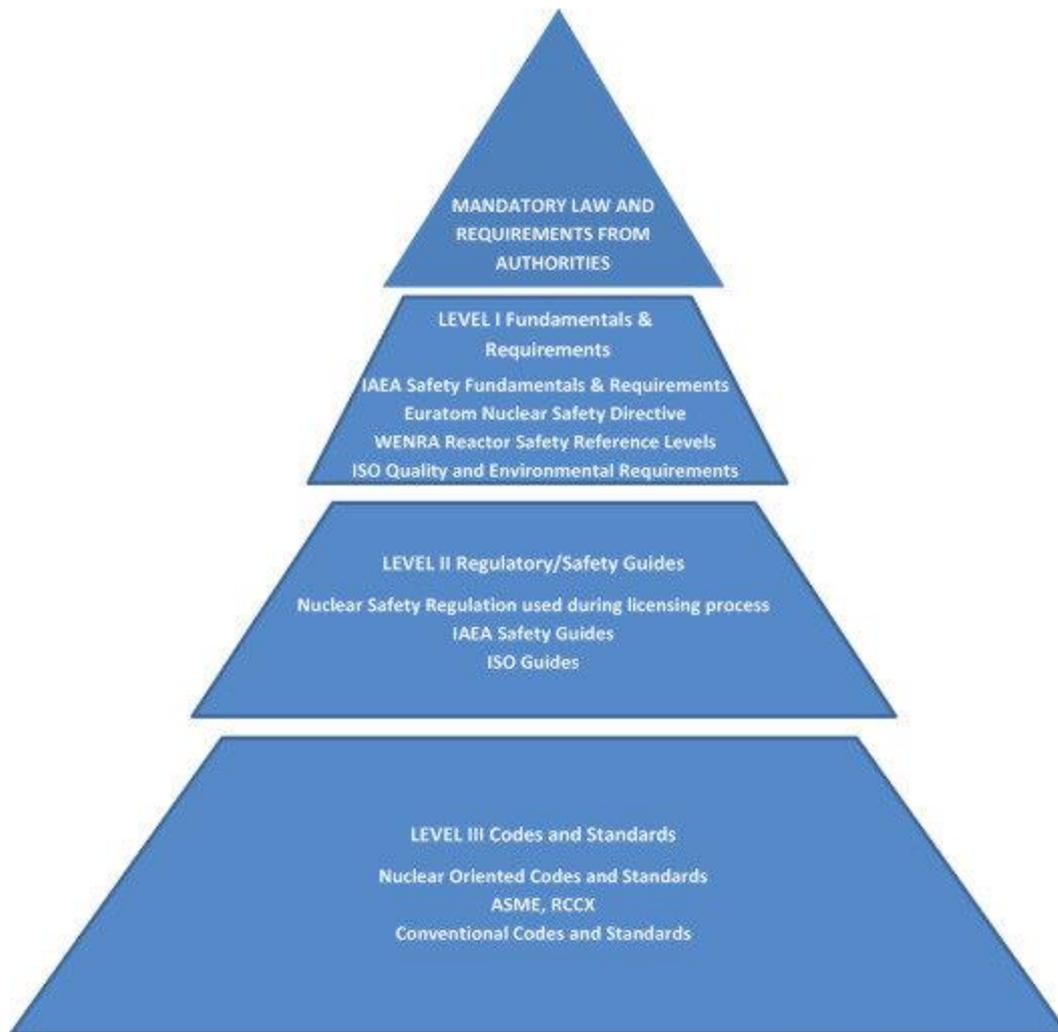 MANDATORY LAW AND
REQUIREMENTS FROM
AUTHORITIES
LEVEL I Fundamentals &
Requirements
IAEA Safety Fundamentals & Requirements
Euratom Nuclear Safety Directive
WENRA Reactor Safety Reference Levels
ISO Quality and Environmental Requirements
LEVEL II Regulatory/Safety Guides
Nuclear Safety Regulation used during licensing process
IAEA Safety Guides
ISO Guides
LEVEL III Codes and Standards
Nuclear Oriented Codes and Standards
ASME, RCCX
Conventional Codes and Standards